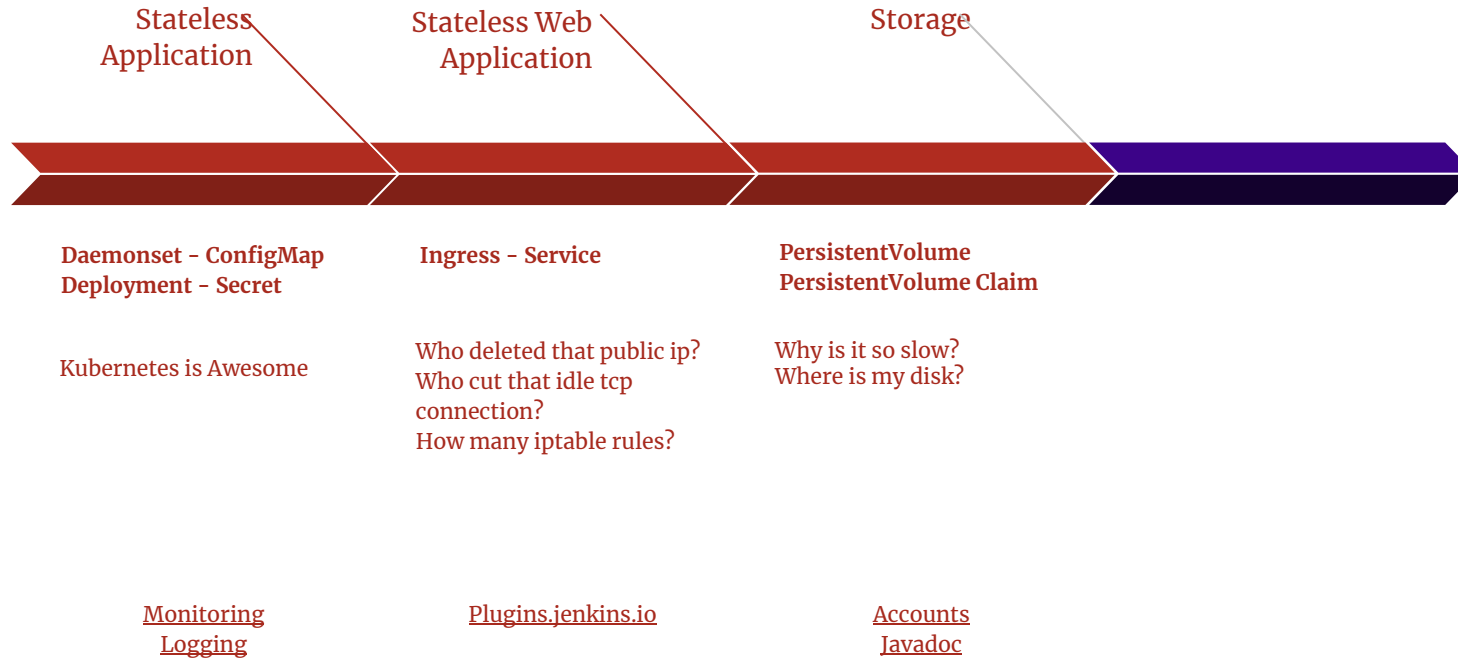 Stateless
Application
Stateless Web
Application
Storage
Daemonset - ConfigMap
Deployment - Secret
Ingress - Service
PersistentVolume
PersistentVolume Claim
Kubernetes is Awesome
Who deleted that public ip?
Who cut that idle tcp
connection?
How many iptable rules?
Why is it so slow?
Where is my disk?
Monitoring
Logging
Plugins.jenkins.io
Accounts
Javadoc